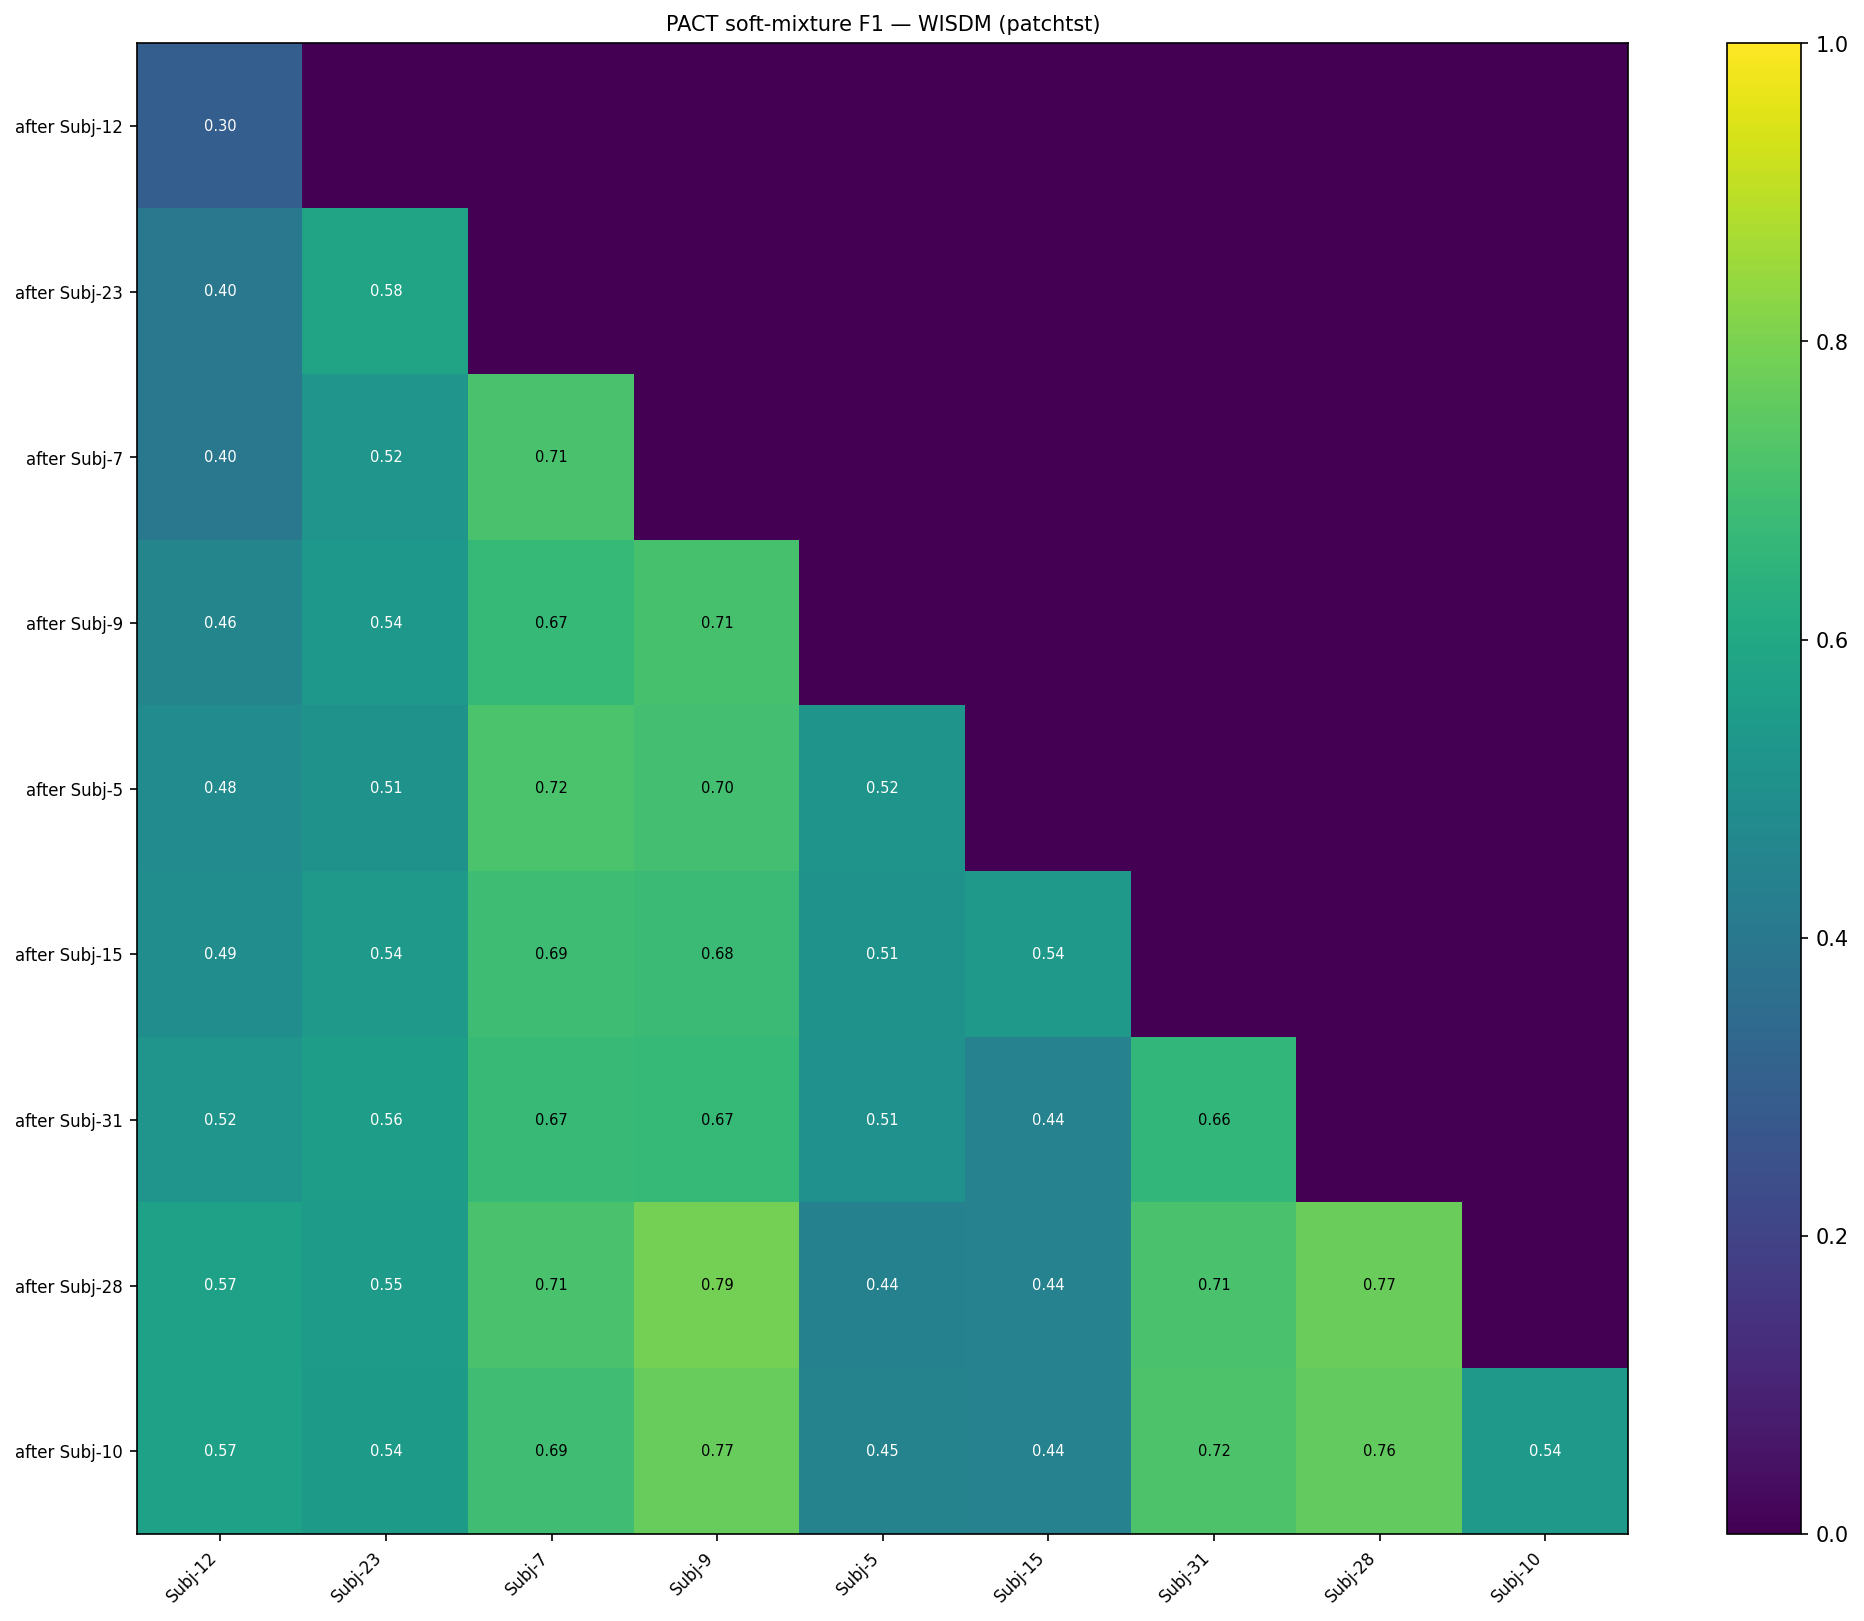 PACT soft-mixture F1 — WISDM (patchtst)
1.0
after Subj-12 0.30
after Subj-23 0.40 0.58
0.8
after Subj-7 0.40 0.52 0.71
after Subj-9 0.46 0.54 0.67 0.71
0.6
after Subj-5 0.48 0.51 0.72 0.70 0.52
0.4
after Subj-15 0.49 0.54 0.69 0.68 0.51 0.54
after Subj-31 0.52 0.56 0.67 0.67 0.51 0.44 0.66
0.2
after Subj-28 0.57 0.55 0.71 0.79 0.44 0.44 0.71 0.77
after Subj-10 0.57 0.54 0.69 0.77 0.45 0.44 0.72 0.76 0.54
0.0
Subj-12 Subj-23 Subj-7 Subj-9 Subj-5 Subj-15 Subj-31 Subj-28 Subj-10